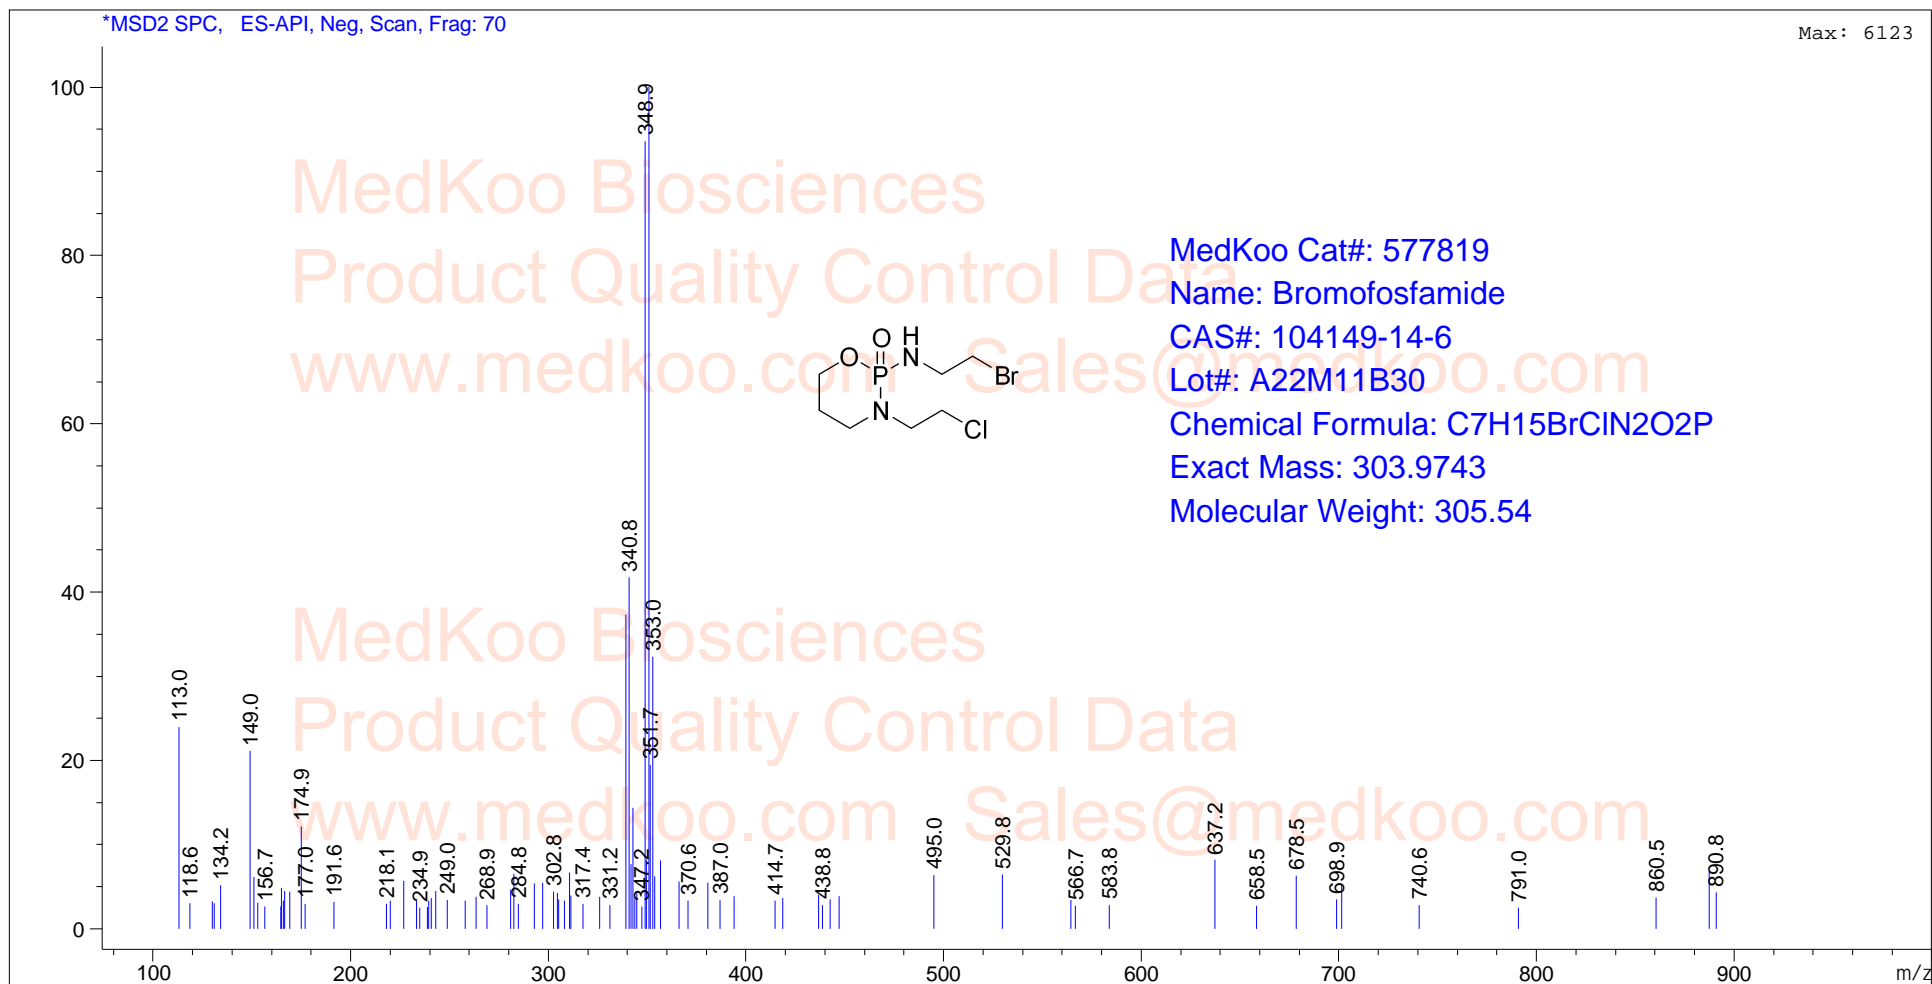 *MSD2 SPC, ES-API, Neg, Scan, Frag: 70
Max: 6123
100
80
60
40
20
0
113.0
118.6
134.2
149.0
156.7
174.9
177.0
191.6
218.1
234.9
249.0
268.9
284.8
302.8
317.4
331.2
340.8
347.2
348.9
351.7
353.0
370.6
387.0
414.7
438.8
495.0
529.8
566.7
583.8
637.2
658.5
678.5
698.9
740.6
791.0
860.5
890.8
MedKoo Biosciences
Product Quality Control Data
www.medkoo.com Sales@medkoo.com
MedKoo Cat#: 577819
Name: Bromofosfamide
CAS#: 104149-14-6
Lot#: A22M11B30
Chemical Formula: C7H15BrClN2O2P
Exact Mass: 303.9743
Molecular Weight: 305.54
O
H
O
P
N
Br
N
Cl
MedKoo Biosciences
Product Quality Control Data
www.medkoo.com Sales@medkoo.com
100
200
300
400
500
600
700
800
900
m/z